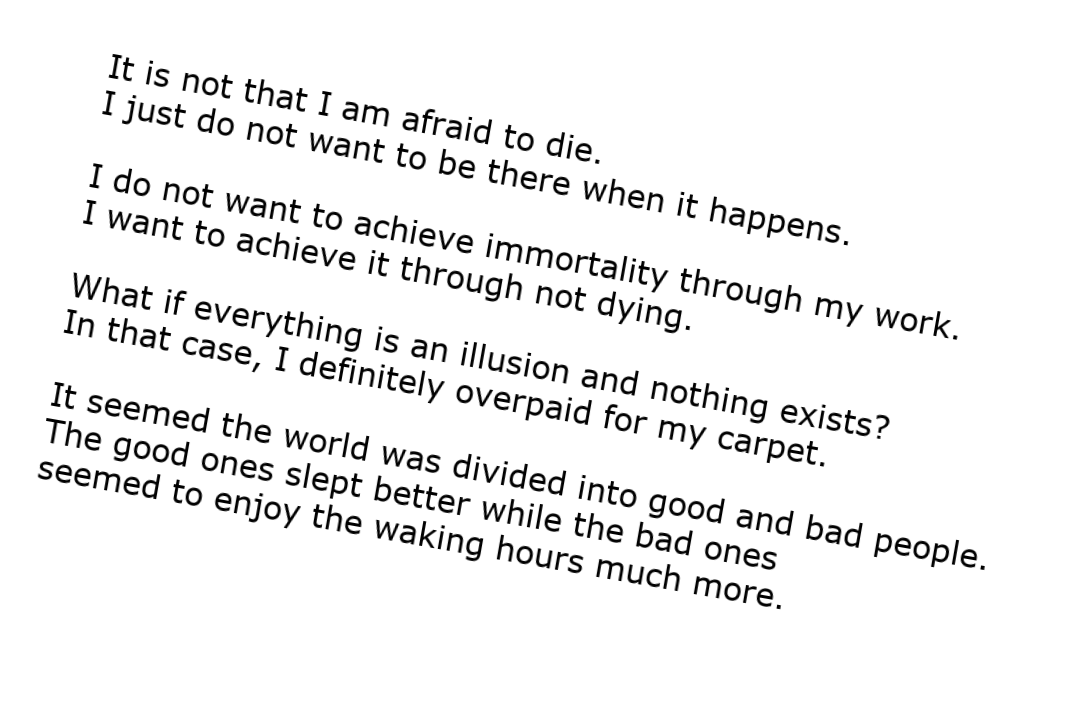 It is not that I am afraid to die.
I just do not want to be there when it happens.
I do not want to achieve immortality through my work.
I want to achieve it through not dying.
What if everything is an illusion and nothing exists?
In that case, I definitely overpaid for my carpet.
It seemed the world was divided into good and bad people.
The good ones slept better while the bad ones
seemed to enjoy the waking hours much more.